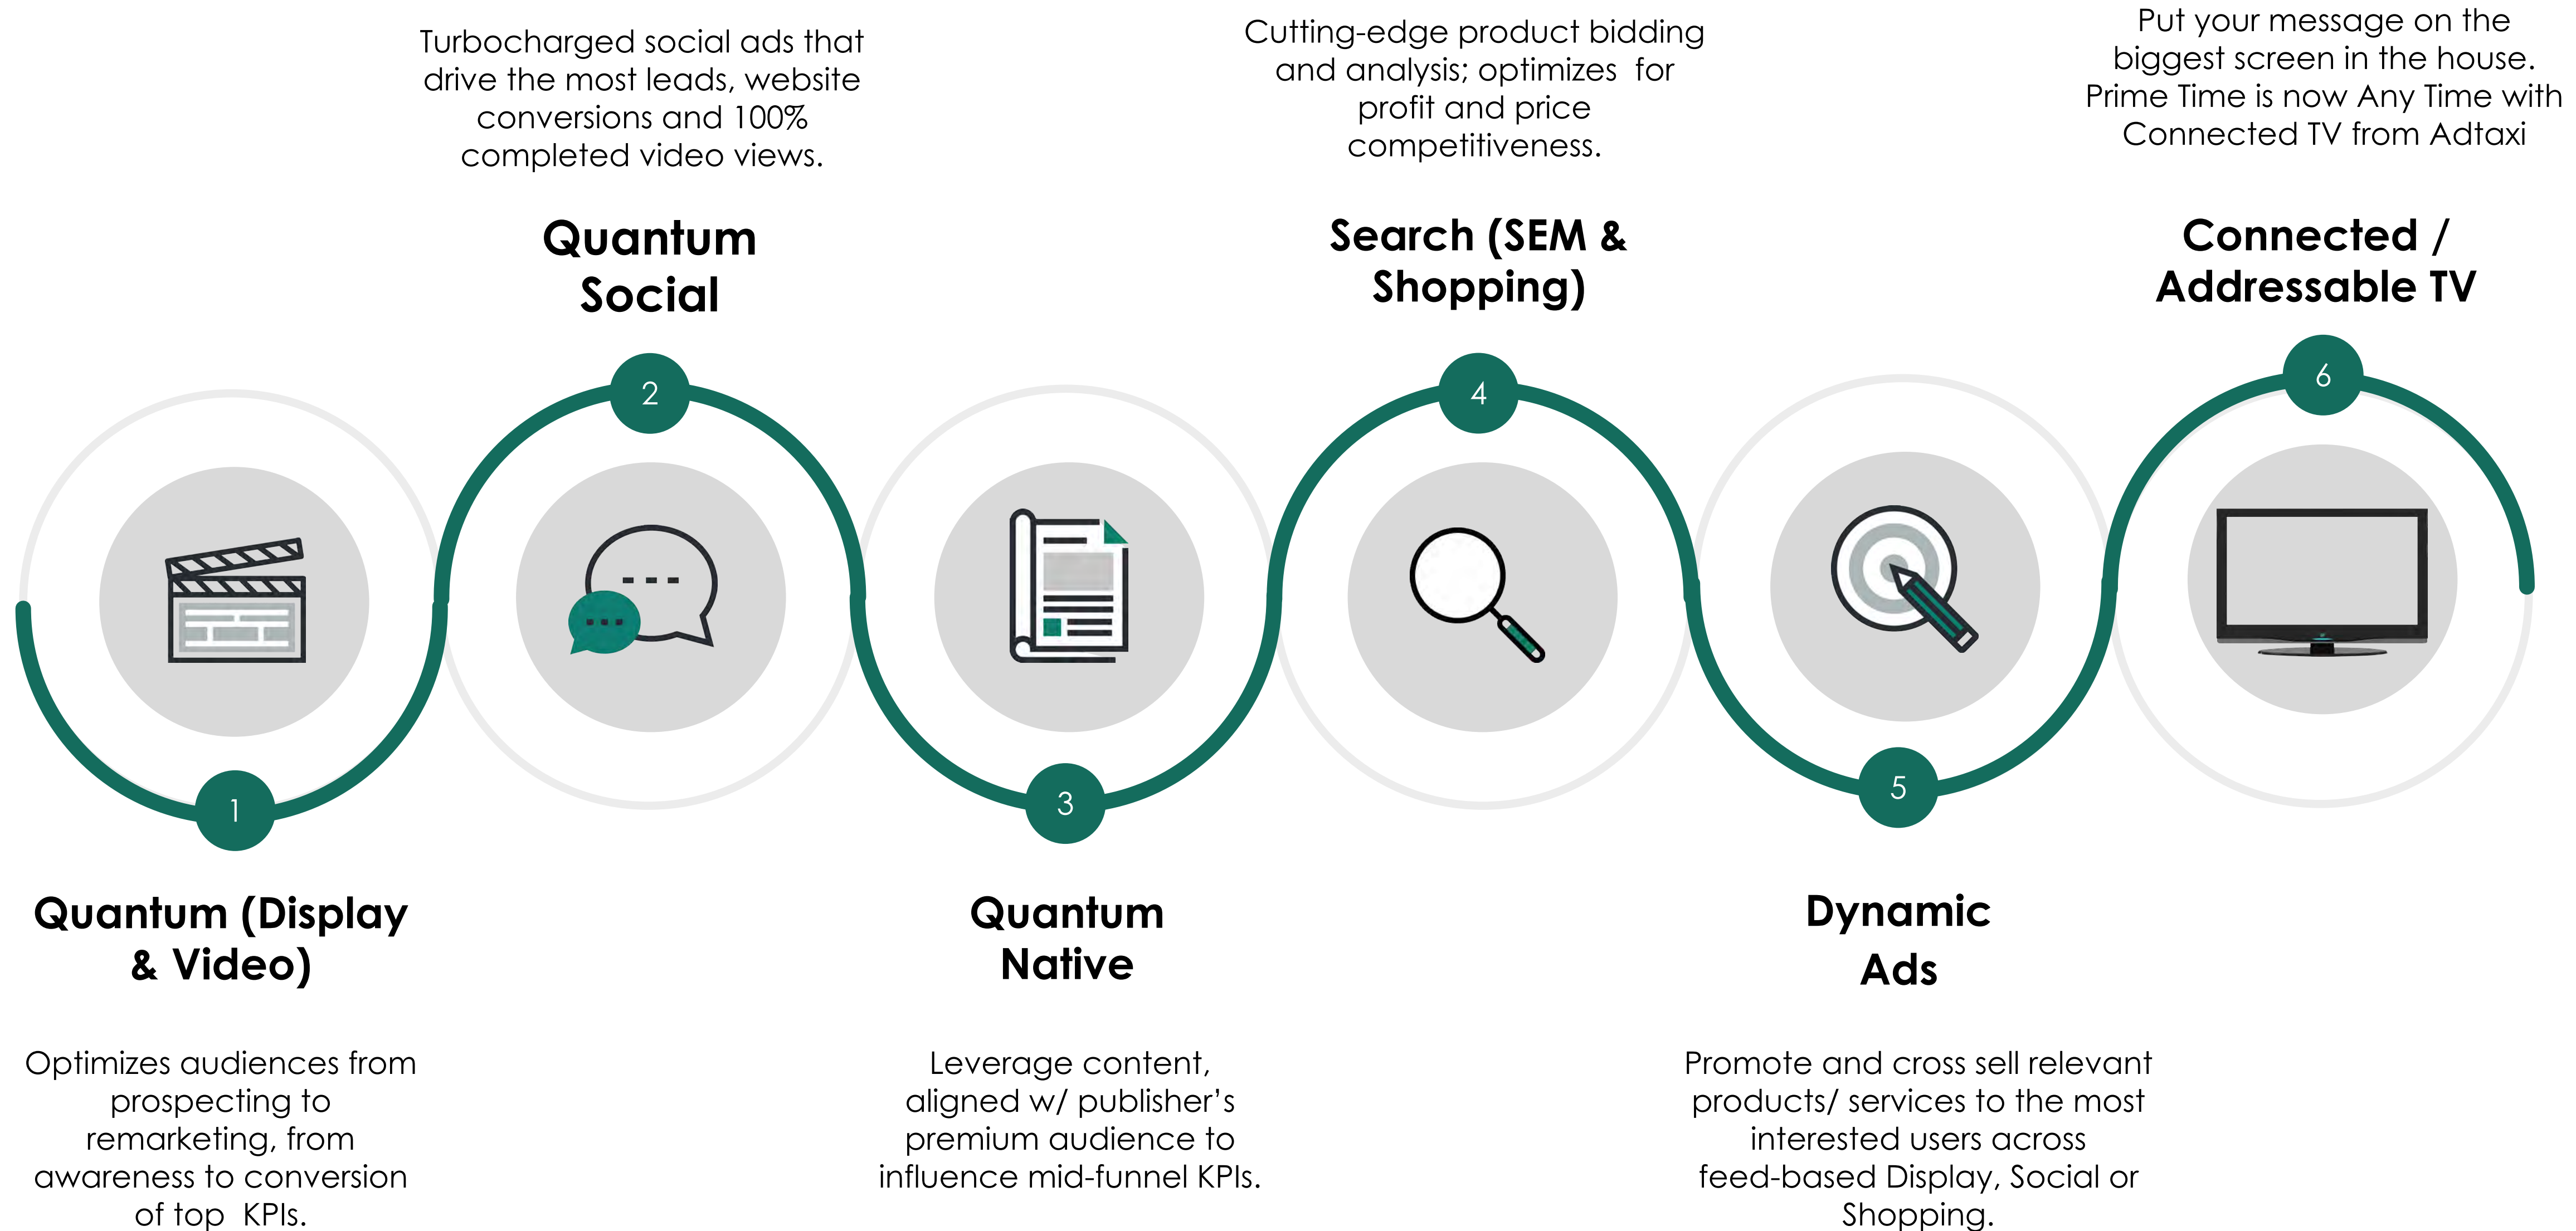 1
Quantum (Display
& Video)
Optimizes audiences from
prospecting to
remarketing, from
awareness to conversion
of top  KPIs.
Turbocharged social ads that
drive the most leads, website
conversions and 100%
completed video views.
Quantum
Social
2
3
Quantum
Native
Leverage content,
aligned w/ publisher’s
premium audience to
influence mid-funnel KPIs.
Cutting-edge product bidding
and analysis; optimizes  for
profit and price
competitiveness.
Search (SEM &
Shopping)
4
5
Dynamic
Ads
Promote and cross sell relevant
products/ services to the most
interested users across
feed-based Display, Social or
Shopping.
Put your message on the
biggest screen in the house.
Prime Time is now Any Time with
Connected TV from Adtaxi
Connected /
Addressable TV
6